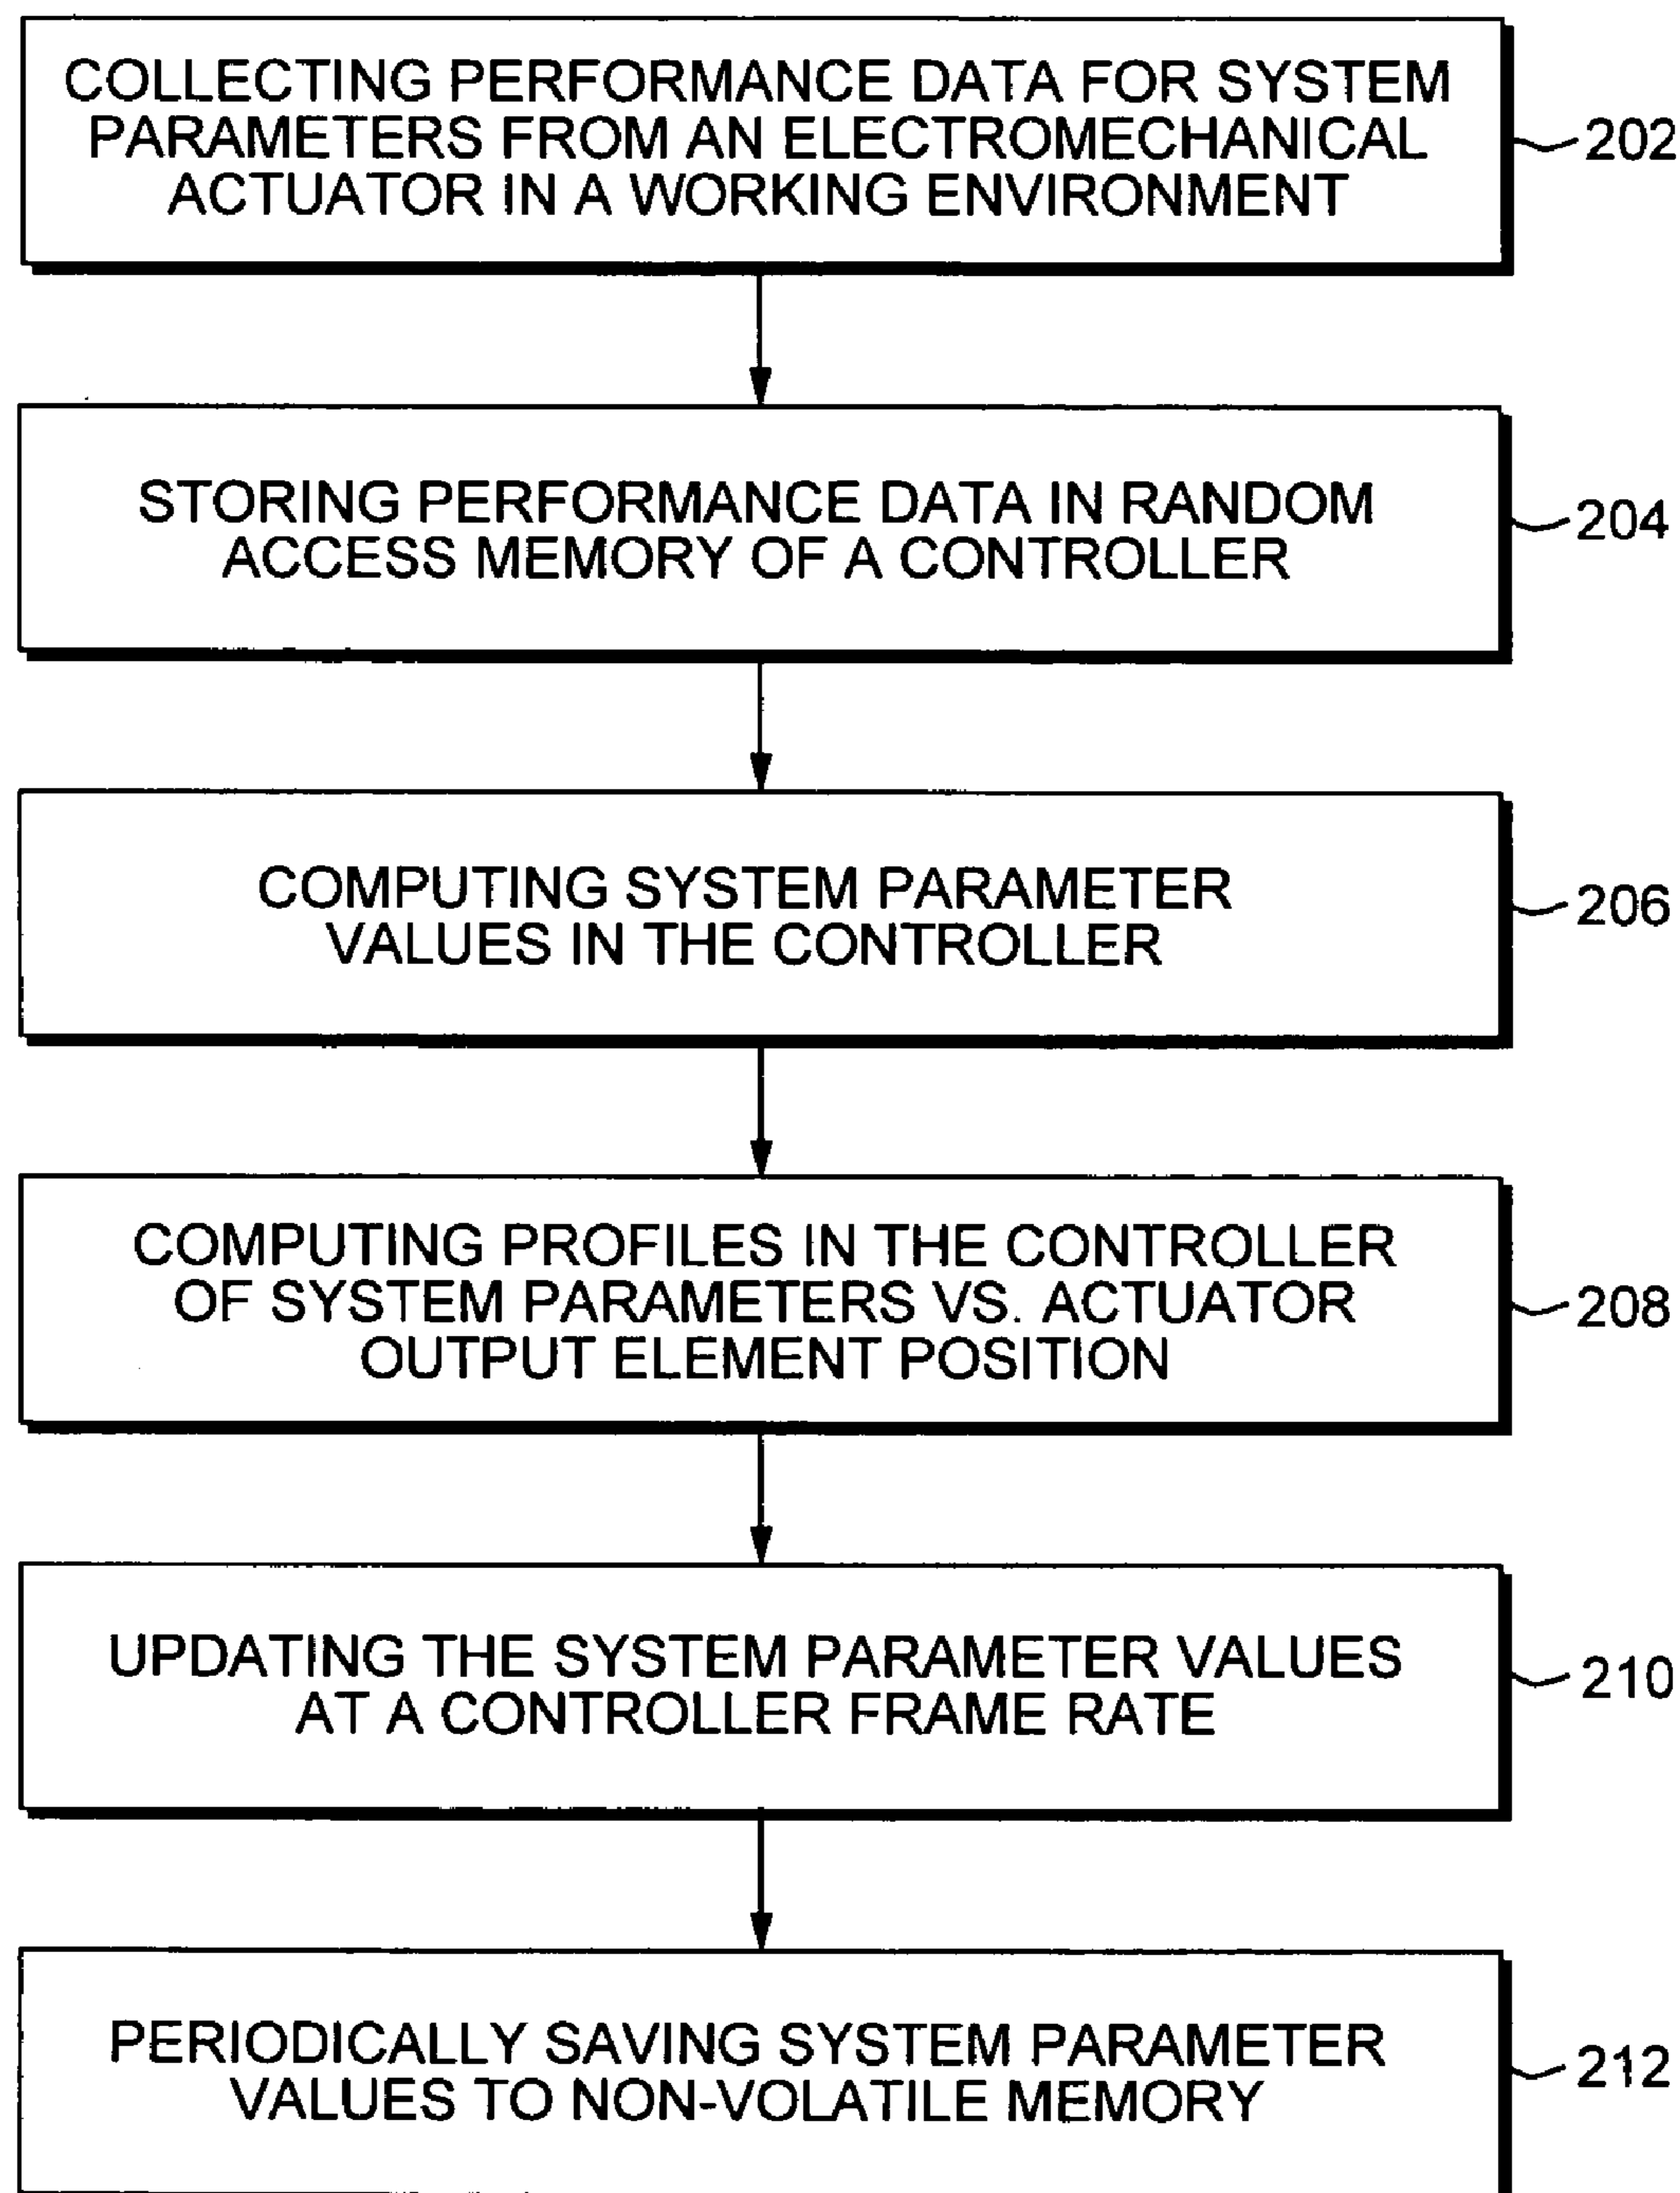 COLLECTING PERFORMANCE DATA FOR SYSTEM
PARAMETERS FROM AN ELECTROMECHANICAL
ACTUATOR IN A WORKING ENVIRONMENT
202
STORING PERFORMANCE DATA IN RANDOM
ACCESS MEMORY OF A CONTROLLER
204
COMPUTING SYSTEM PARAMETER
VALUES IN THE CONTROLLER
206
COMPUTING PROFILES IN THE CONTROLLER
OF SYSTEM PARAMETERS VS. ACTUATOR
OUTPUT ELEMENT POSITION
208
UPDATING THE SYSTEM PARAMETER VALUES
AT A CONTROLLER FRAME RATE
210
PERIODICALLY SAVING SYSTEM PARAMETER
VALUES TO NON-VOLATILE MEMORY
212